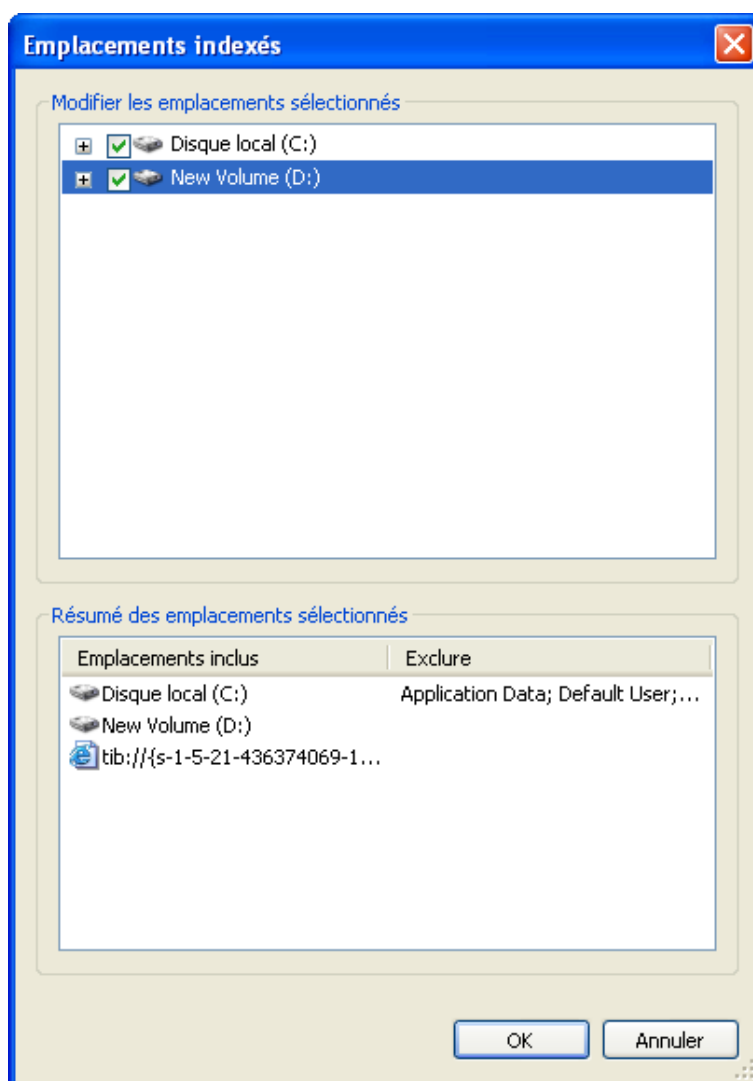 Emplacements indexés
Modifier les emplacements sélectionnés
Disque local (C:)
New Volume (D:)
Résumé des emplacements sélectionnés
Emplacements inclus Exclure
Disque local (C:) Application Data; Default User;...
New Volume (D:)
tib://{s-1-5-21-436374069-1...
OK Annuler